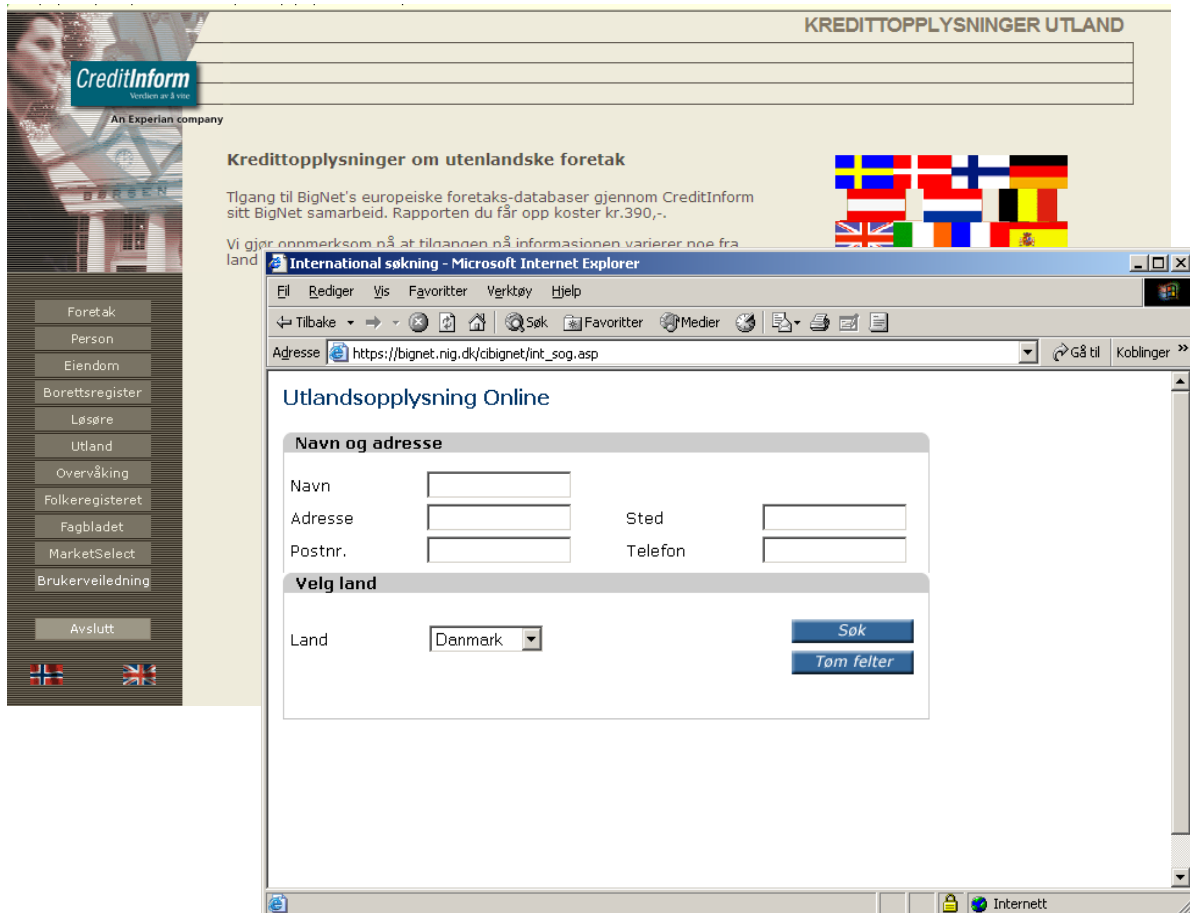 KREDITTOPPLYSNINGER UTLAND
CreditInform
Verdien av å vite
An Experian company
BØRSEN
Kredittopplysninger om utenlandske foretak
Tlgang til BigNet's europeiske foretaks-databaser gjennom CreditInform
sitt BigNet samarbeid. Rapporten du får opp koster kr.390,-.
Vi gjør oppmerksom på at tilgangen på informasjonen varierer noe fra
land
Foretak
Person
Eiendom
Borettsregister
Løsøre
Utland
Overvåking
Folkeregisteret
Fagbladet
MarketSelect
Brukerveiledning
Avslutt
International søkning - Microsoft Internet Explorer
Fil Rediger Vis Favoritter Verktøy Hjelp
Tilbake Søk Favoritter Medier
Adresse https://bignet.nig.dk/cibignet/int_sog.asp Gå til Koblinger »
Utlandsopplysning Online
Navn og adresse
Navn
Adresse Sted
Postnr. Telefon
Velg land
Land Danmark Søk
Tøm felter
Internett